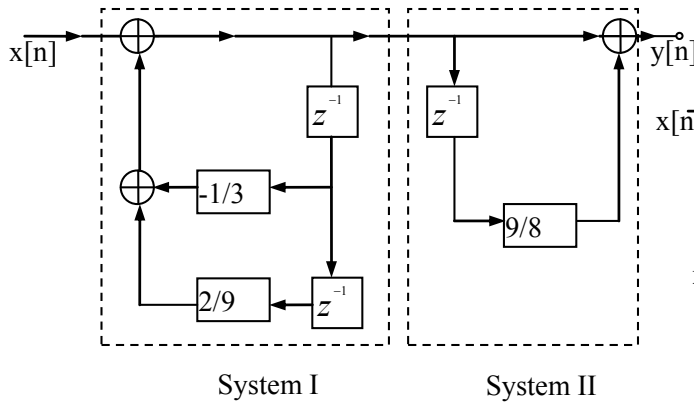 x[n]
y[n]
z⁻¹
z⁻¹
x[n
-1/3
9/8
2/9
z⁻¹
System I
System II